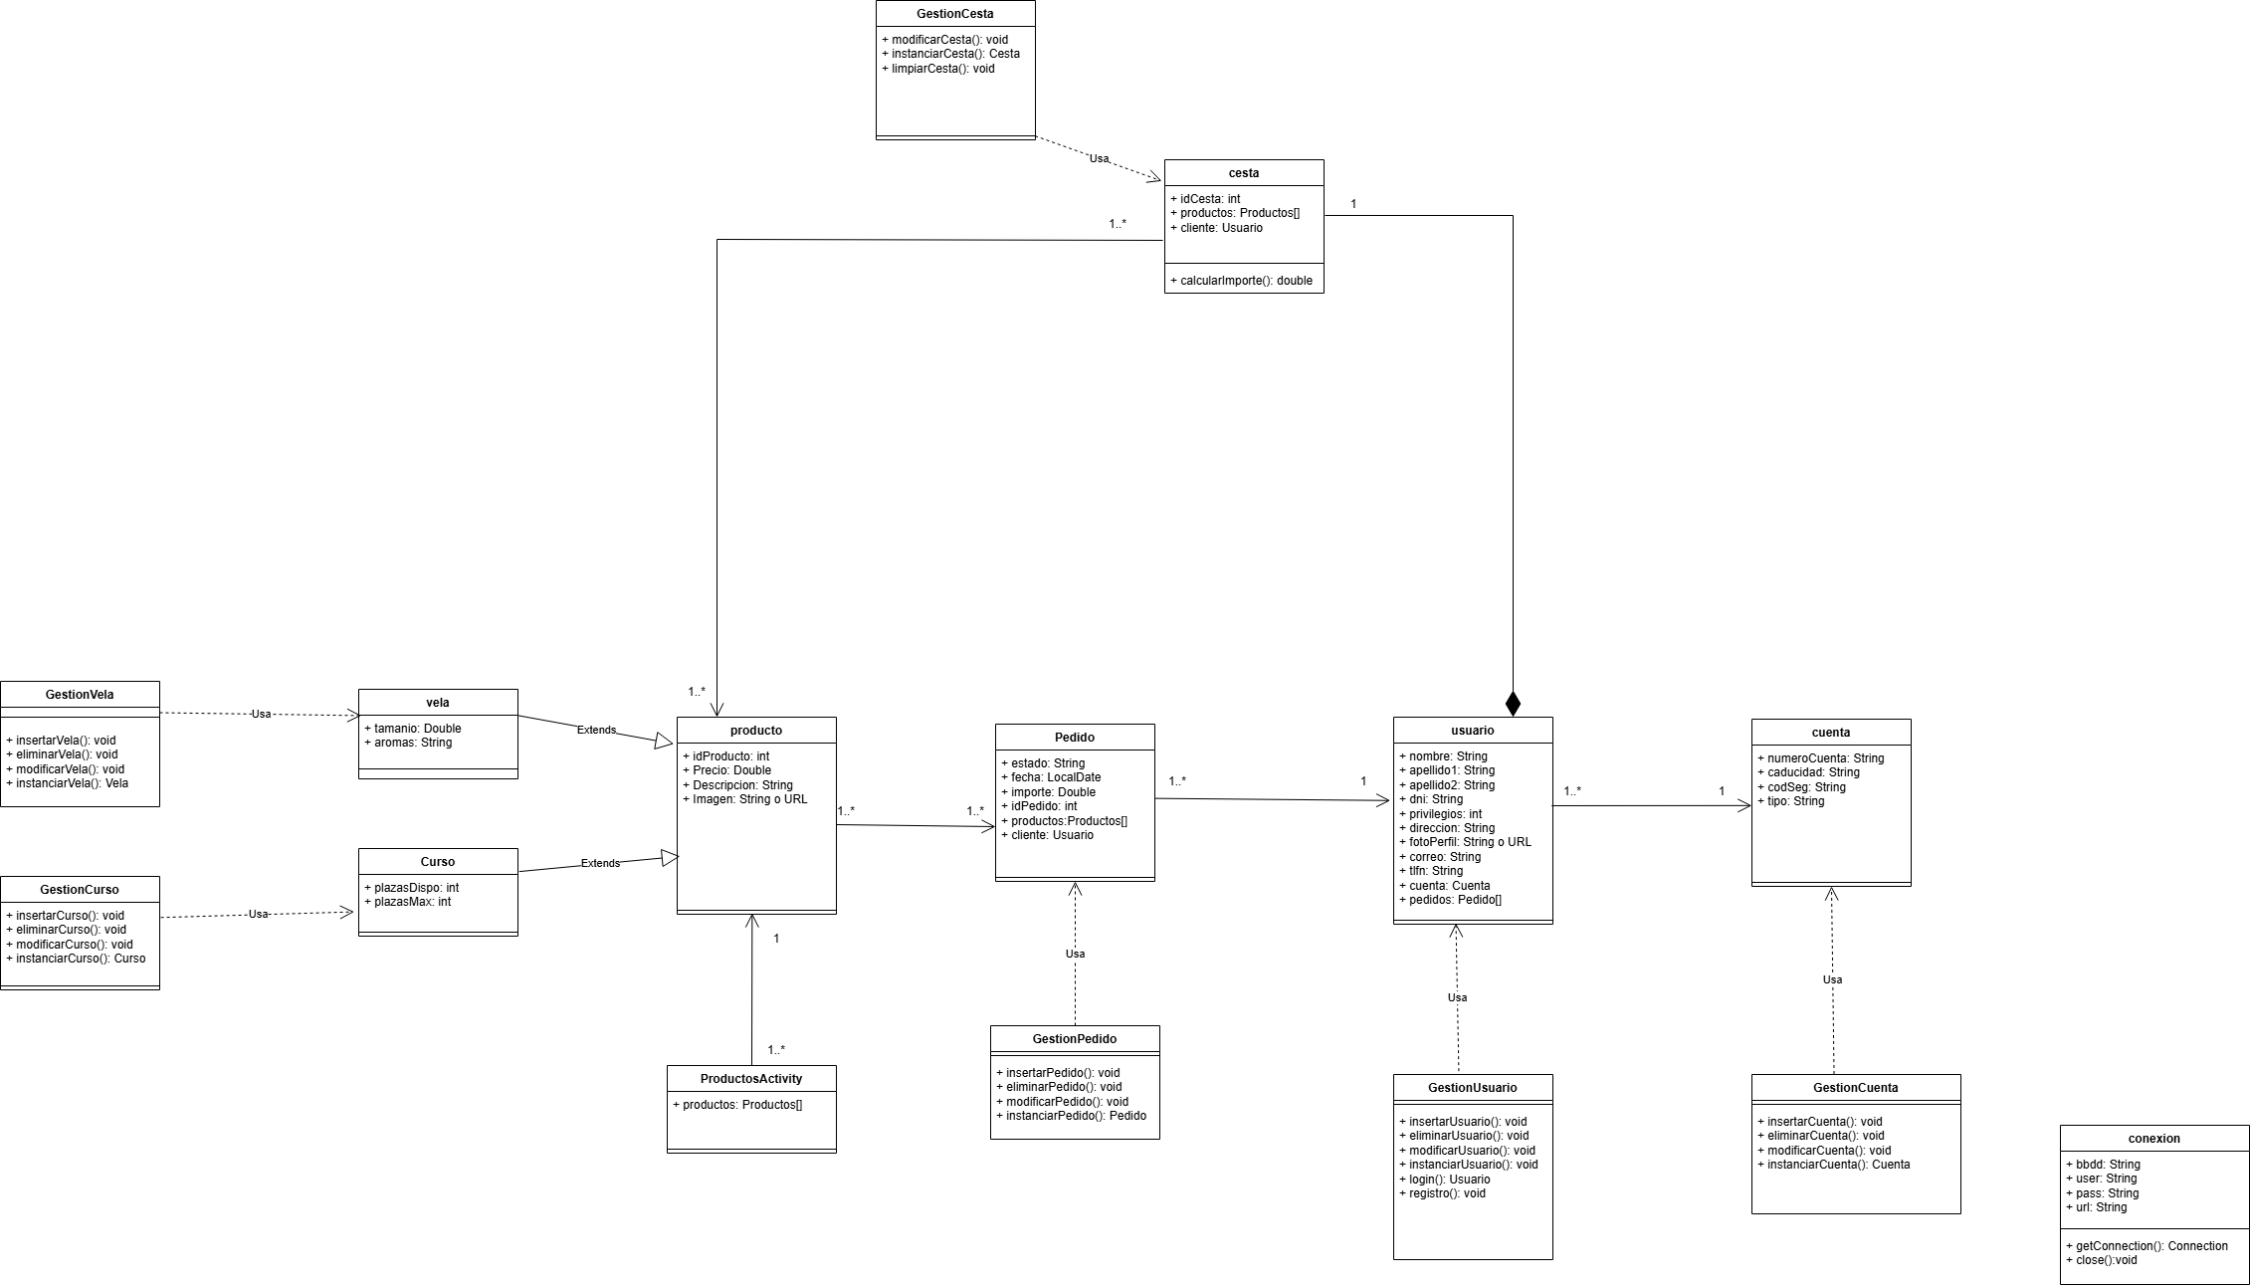 GestionCesta
+ modificarCesta(): void
+ instanciarCesta(): Cesta
+ limpiarCesta(): void
Usa
cesta
+ idCesta: int
+ productos: Productos[]
+ cliente: Usuario
+ calcularImporte(): double
1
1..*
1..*
GestionVela
+ insertarVela(): void
+ eliminarVela(): void
+ modificarVela(): void
+ instanciarVela(): Vela
Usa
vela
+ tamanio: Double
+ aromas: String
Extends
producto
+ idProducto: int
+ Precio: Double
+ Descripcion: String
+ Imagen: String o URL
1..*
1..*
Pedido
+ estado: String
+ fecha: LocalDate
+ importe: Double
+ idPedido: int
+ productos:Productos[]
+ cliente: Usuario
1..*
1
usuario
+ nombre: String
+ apellido1: String
+ apellido2: String
+ dni: String
+ privilegios: int
+ direccion: String
+ fotoPerfil: String o URL
+ correo: String
+ tlfn: String
+ cuenta: Cuenta
+ pedidos: Pedido[]
1..*
1
cuenta
+ numeroCuenta: String
+ caducidad: String
+ codSeg: String
+ tipo: String
GestionCurso
+ insertarCurso(): void
+ eliminarCurso(): void
+ modificarCurso(): void
+ instanciarCurso(): Curso
Usa
Curso
+ plazasDispo: int
+ plazasMax: int
Extends
1
1..*
ProductosActivity
+ productos: Productos[]
Usa
GestionPedido
+ insertarPedido(): void
+ eliminarPedido(): void
+ modificarPedido(): void
+ instanciarPedido(): Pedido
Usa
GestionUsuario
+ insertarUsuario(): void
+ eliminarUsuario(): void
+ modificarUsuario(): void
+ instanciarUsuario(): void
+ login(): Usuario
+ registro(): void
Usa
GestionCuenta
+ insertarCuenta(): void
+ eliminarCuenta(): void
+ modificarCuenta(): void
+ instanciarCuenta(): Cuenta
conexion
+ bbdd: String
+ user: String
+ pass: String
+ url: String
+ getConnection(): Connection
+ close():void